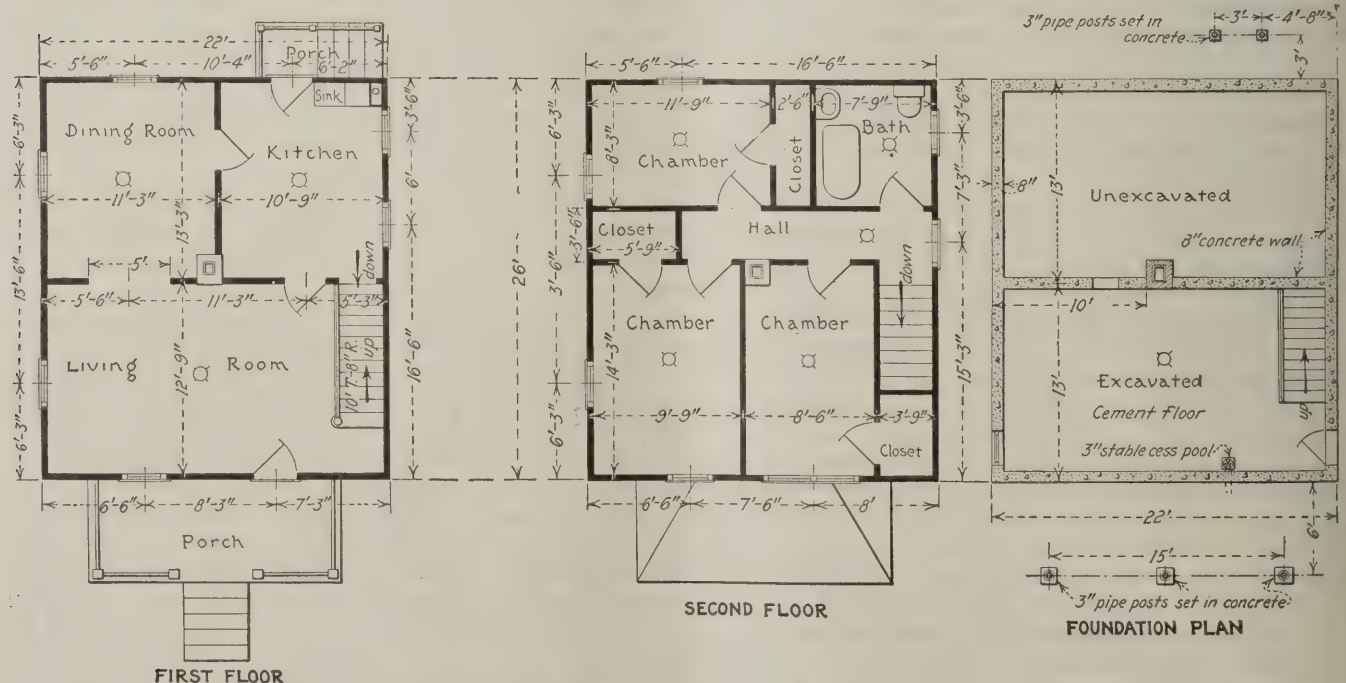 22'
5'-6"
10'-4"
6'-2"
Porch
Sink
Dining Room
Kitchen
6'-3"
3'-6"
6'
11'-3"
10'-9"
13'-3"
5'
down
13'-6"
5'-6"
11'-3"
5'-3"
Living Room
12'-9"
10" T.-8" R.
up
16'-6"
6'-3"
6'-6"
8'-3"
7'-3"
Porch
FIRST FLOOR
26'
5'-6"
16'-6"
11'-9"
2'-6"
7'-9"
3'-6"
6'-3"
8'-3"
Chamber
Closet
Bath
7'-3"
3'-6"
Closet
5'-9"
Hall
down
3'-6"
Chamber
Chamber
14'-3"
15'-3"
9'-9"
8'-6"
3'-9"
6'-3"
Closet
6'-6"
7'-6"
8'
SECOND FLOOR
3" pipe posts set in
concrete
3'
4'-8"
3'
8"
13'
Unexcavated
8" concrete wall
10'
13'
Excavated
Cement floor
up
3" stable cess pool
22'
6'
15'
3" pipe posts set in concrete
FOUNDATION PLAN